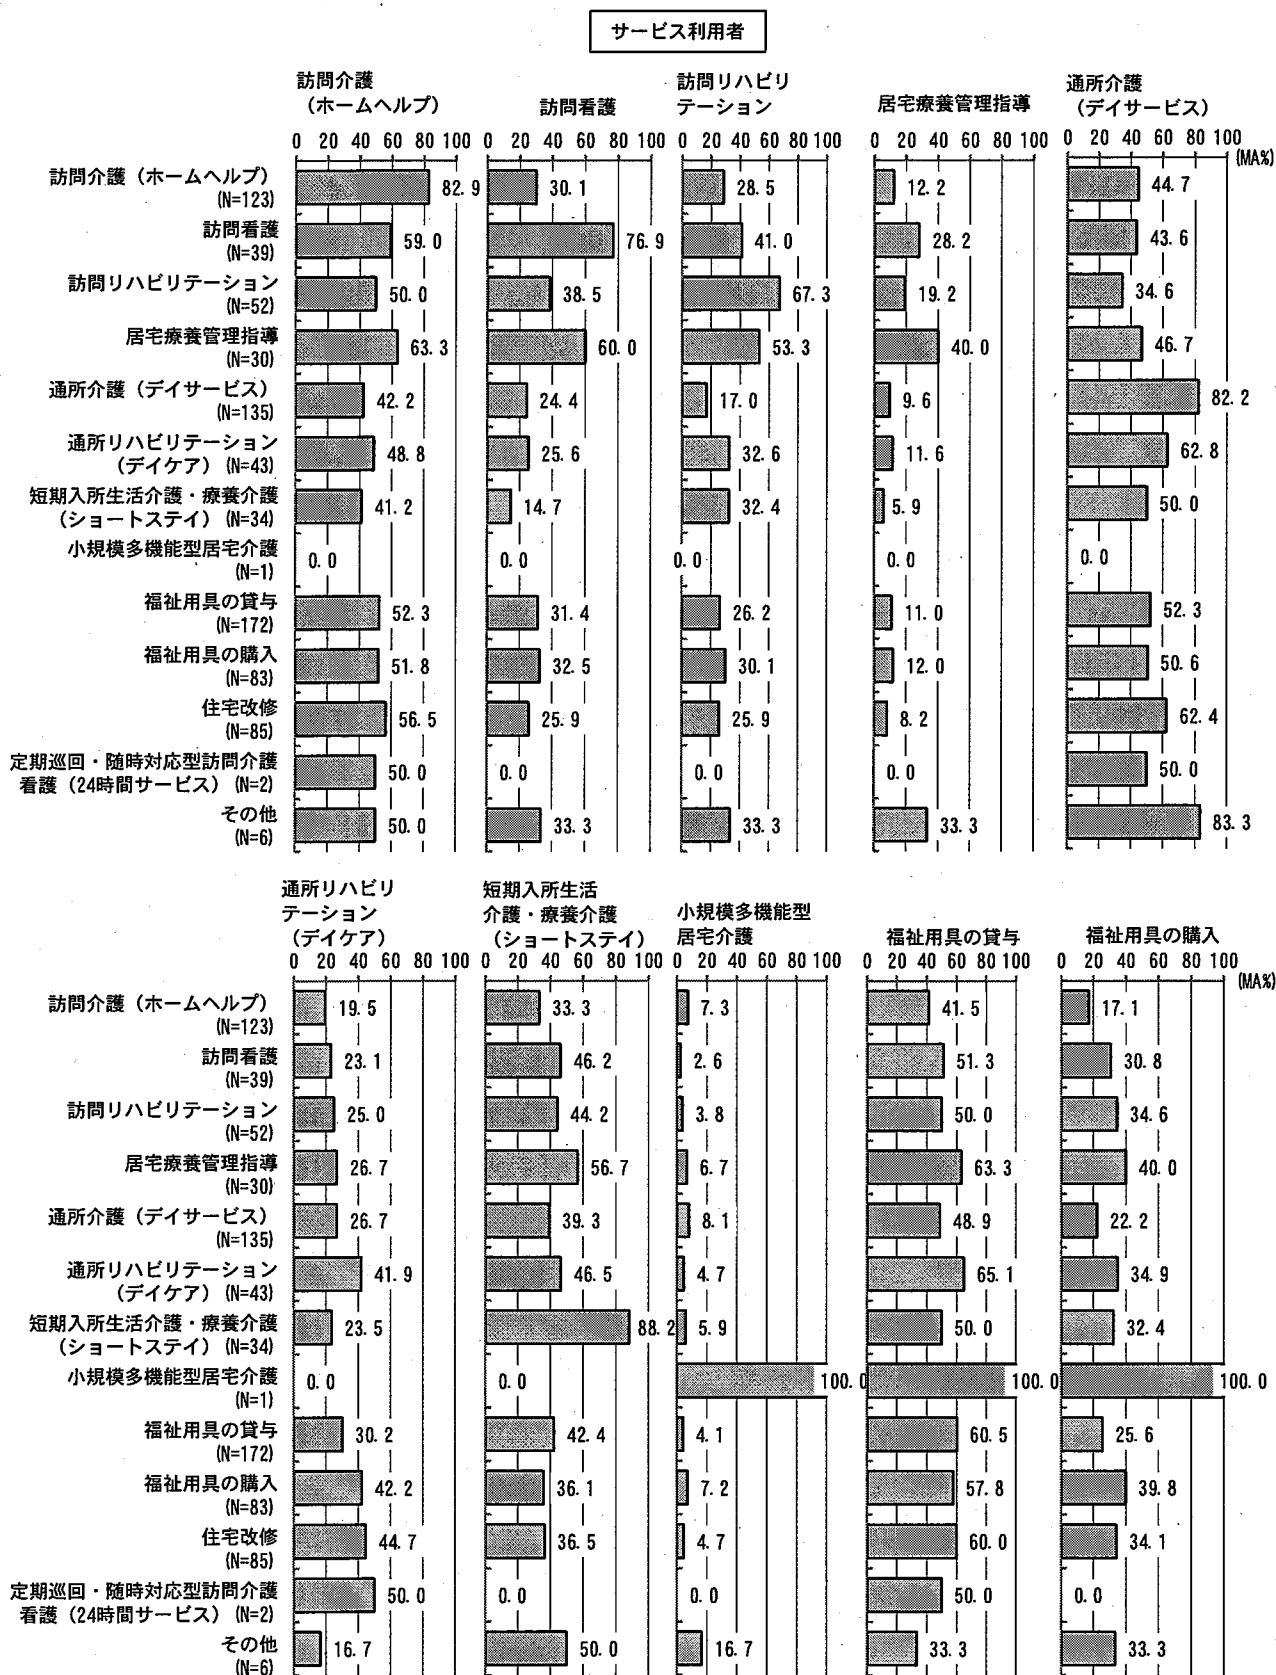 サービス利用者
訪問介護
（ホームヘルプ）
訪問看護
訪問リハビリ
テーション
居宅療養管理指導
通所介護
（デイサービス）
0 20 40 60 80 100 0 20 40 60 80 100 0 20 40 60 80 100 0 20 40 60 80 100 0 20 40 60 80 100
(MA%)
訪問介護（ホームヘルプ）
(N=123)
82.9 30.1 28.5 12.2 44.7
訪問看護
(N=39)
59.0 76.9 41.0 28.2 43.6
訪問リハビリテーション
(N=52)
50.0 38.5 67.3 19.2 34.6
居宅療養管理指導
(N=30)
63.3 60.0 53.3 40.0 46.7
通所介護（デイサービス）
(N=135)
42.2 24.4 17.0 9.6 82.2
通所リハビリテーション
（デイケア）(N=43)
48.8 25.6 32.6 11.6 62.8
短期入所生活介護・療養介護
（ショートステイ）(N=34)
41.2 14.7 32.4 5.9 50.0
小規模多機能型居宅介護
(N=1)
0.0 0.0 0.0 0.0 0.0
福祉用具の貸与
(N=172)
52.3 31.4 26.2 11.0 52.3
福祉用具の購入
(N=83)
51.8 32.5 30.1 12.0 50.6
住宅改修
(N=85)
56.5 25.9 25.9 8.2 62.4
定期巡回・随時対応型訪問介護
看護（24時間サービス）(N=2)
50.0 0.0 0.0 0.0 50.0
その他
(N=6)
50.0 33.3 33.3 33.3 83.3
通所リハビリ
テーション
（デイケア）
短期入所生活
介護・療養介護
（ショートステイ）
小規模多機能型
居宅介護
福祉用具の貸与
福祉用具の購入
0 20 40 60 80 100 0 20 40 60 80 100 0 20 40 60 80 100 0 20 40 60 80 100 0 20 40 60 80 100
(MA%)
訪問介護（ホームヘルプ）
(N=123)
19.5 33.3 7.3 41.5 17.1
訪問看護
(N=39)
23.1 46.2 2.6 51.3 30.8
訪問リハビリテーション
(N=52)
25.0 44.2 3.8 50.0 34.6
居宅療養管理指導
(N=30)
26.7 56.7 6.7 63.3 40.0
通所介護（デイサービス）
(N=135)
26.7 39.3 8.1 48.9 22.2
通所リハビリテーション
（デイケア）(N=43)
41.9 46.5 4.7 65.1 34.9
短期入所生活介護・療養介護
（ショートステイ）(N=34)
23.5 88.2 5.9 50.0 32.4
小規模多機能型居宅介護
(N=1)
0.0 0.0 100.0 100.0 100.0
福祉用具の貸与
(N=172)
30.2 42.4 4.1 60.5 25.6
福祉用具の購入
(N=83)
42.2 36.1 7.2 57.8 39.8
住宅改修
(N=85)
44.7 36.5 4.7 60.0 34.1
定期巡回・随時対応型訪問介護
看護（24時間サービス）(N=2)
50.0 0.0 0.0 50.0 0.0
その他
(N=6)
16.7 50.0 16.7 33.3 33.3